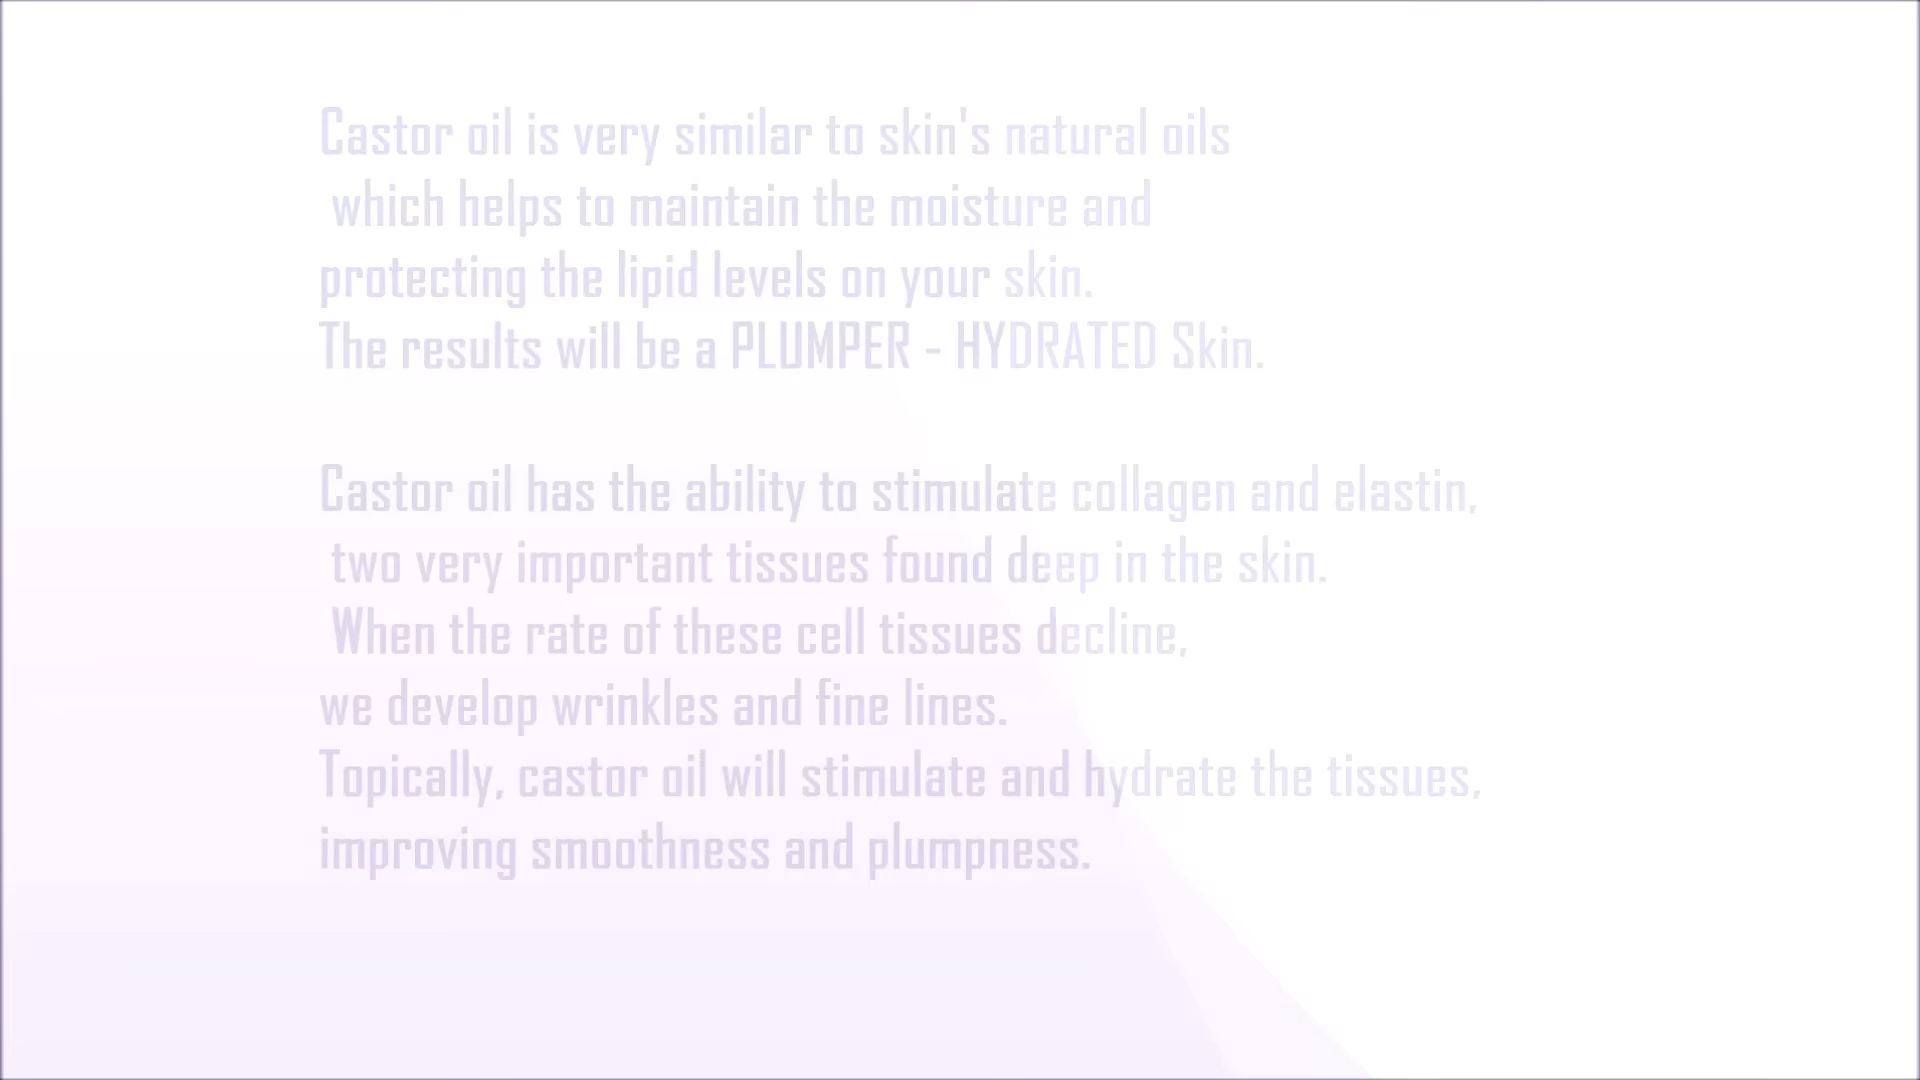 Castor oil is very similar to skin's natural oils
which helps to maintain the moisture and
protecting the lipid levels on your skin.
The results will be a PLUMPER - HYDRATED Skin.
Castor oil has the ability to stimulate collagen and elastin,
two very important tissues found deep in the skin.
When the rate of these cell tissues decline,
we develop wrinkles and fine lines.
Topically, castor oil will stimulate and hydrate the tissues,
improving smoothness and plumpness.